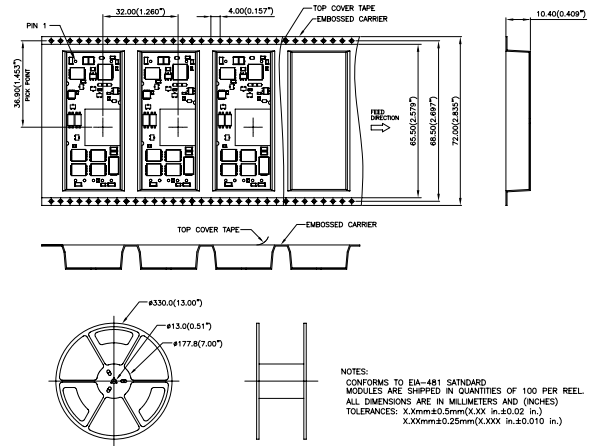 32.00(1.260")
4.00(0.157")
TOP COVER TAPE
EMBOSSED CARRIER
10.40(0.409")
PIN 1
36.90(1.453")
PICK POINT
FEED
DIRECTION
65.50(2.579")
68.50(2.697")
72.00(2.835")
TOP COVER TAPE
EMBOSSED CARRIER
ø330.0(13.00")
ø13.0(0.51")
ø177.8(7.00")
NOTES:
CONFORMS TO EIA-481 SATNDARD
MODULES ARE SHIPPED IN QUANTITIES OF 100 PER REEL.
ALL DIMENSIONS ARE IN MILLIMETERS AND (INCHES)
TOLERANCES: X.Xmm±0.5mm(X.XX in.±0.02 in.)
X.XXmm±0.25mm(X.XXX in.±0.010 in.)